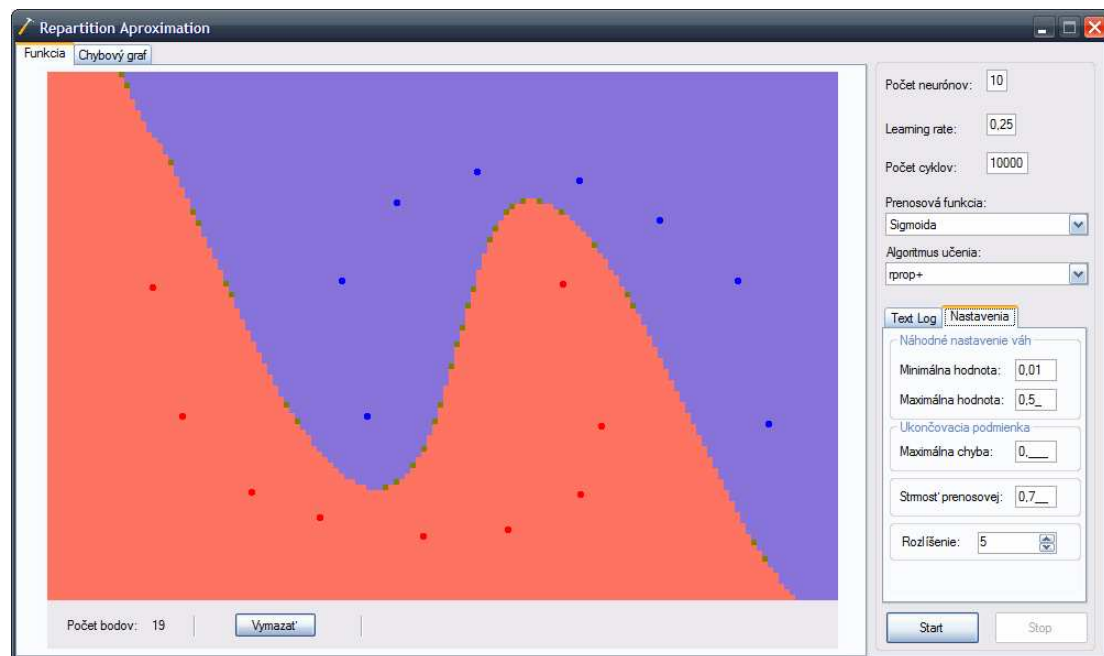 Repartition Aproximation
Funkcia
Chybový graf
Počet neurónov: 10
Learning rate: 0,25
Počet cyklov: 10000
Prenosová funkcia:
Sigmoida
Algoritmus učenia:
rprop+
Text Log
Nastavenia
Náhodné nastavenie váh
Minimálna hodnota: 0,01
Maximálna hodnota: 0,5_
Ukončovacia podmienka
Maximálna chyba: 0,___
Strmosť prenosovej: 0,7__
Rozlíšenie: 5
Počet bodov: 19
Vymazať
Start
Stop